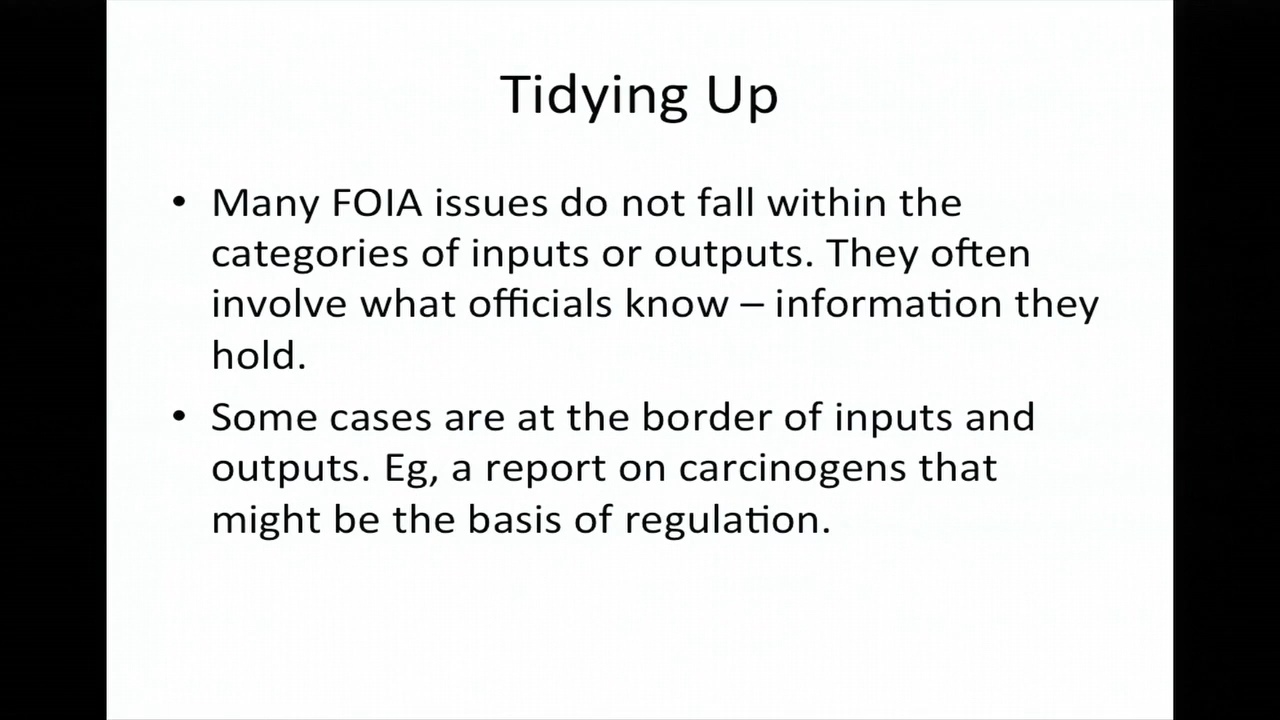 Tidying Up
• Many FOIA issues do not fall within the
categories of inputs or outputs. They often
involve what officials know – information they
hold.
• Some cases are at the border of inputs and
outputs. Eg, a report on carcinogens that
might be the basis of regulation.